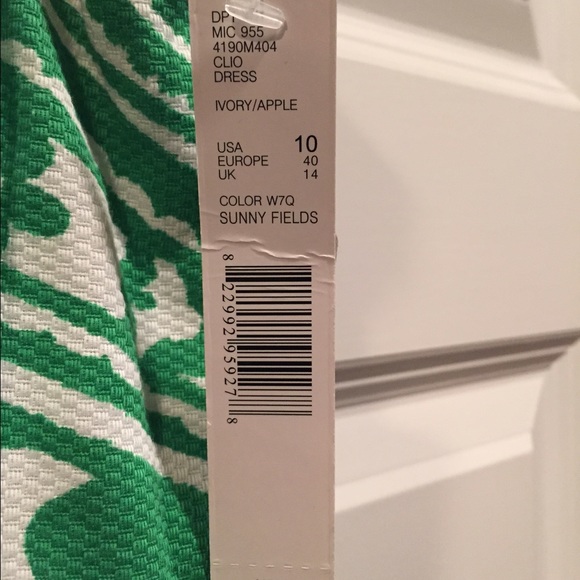 DPT
MIC 955
4190M404
CLIO
DRESS
IVORY/APPLE
USA 10
EUROPE 40
UK 14
COLOR W7Q
SUNNY FIELDS
8 22992 95927 8